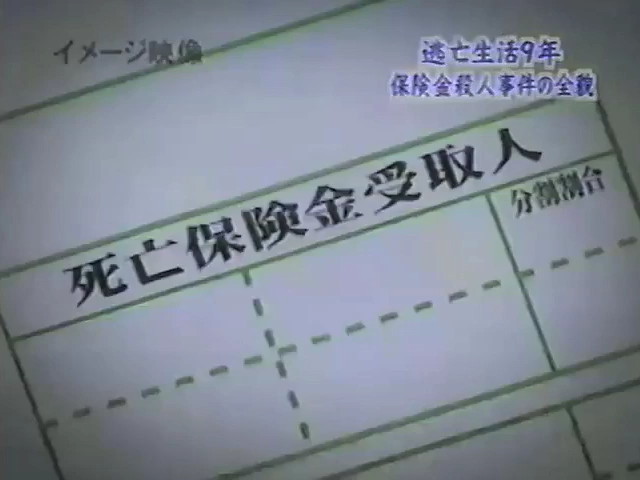 イメージ映像
逃亡生活9年
保険金殺人事件の全貌
死亡保険金受取人
分割割合